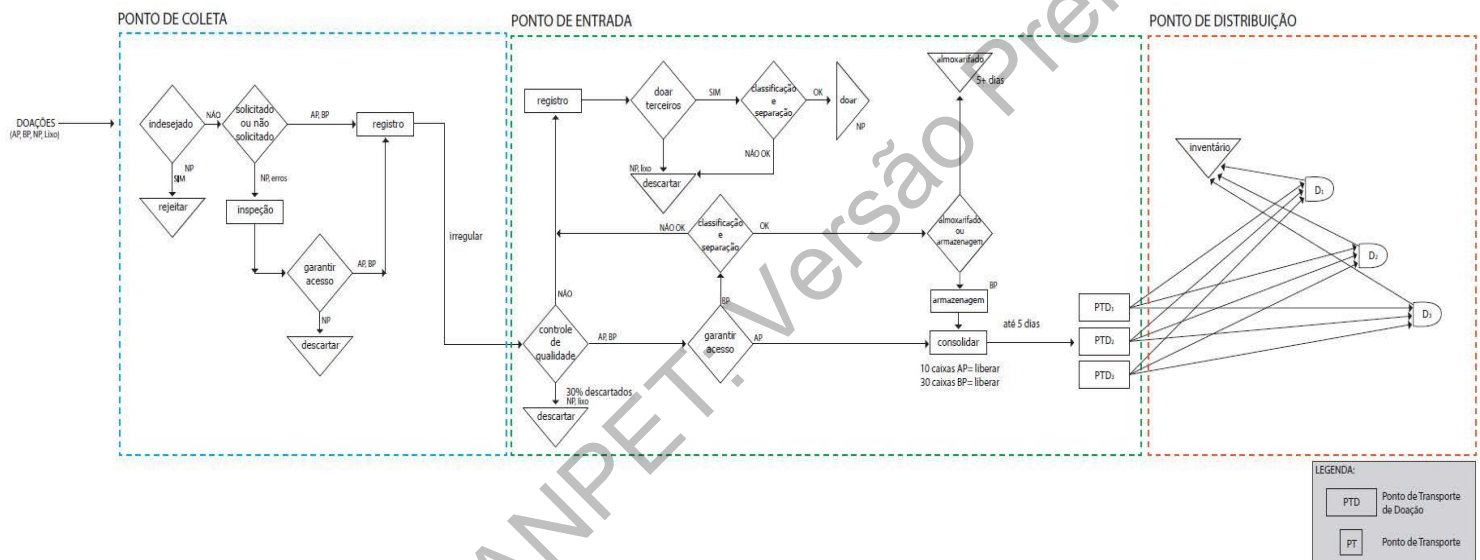 PONTO DE COLETA
PONTO DE ENTRADA
PONTO DE DISTRIBUIÇÃO
DOAÇÕES
(AP, BP, NP, Lixo)
indesejado
NÃO
solicitado
ou não
solicitado
AP, BP
registro
NP
SIM
rejeitar
NP, erros
inspeção
garantir
acesso
AP, BP
NP
descartar
irregular
registro
doar
terceiros
SIM
classificação
e
separação
OK
doar
NP
NÃO OK
NP, lixo
descartar
almoxarifado
5+ dias
NÃO OK
classificação
e
separação
OK
almoxarifado
ou
armazenagem
NÃO
BP
BP
armazenagem
controle
de
qualidade
AP, BP
garantir
acesso
AP
consolidar
até 5 dias
10 caixas AP= liberar
30 caixas BP= liberar
30% descartados
NP, lixo
descartar
inventário
D₁
D₂
D₃
PTD₁
PTD₂
PTD₃
LEGENDA:
PTD
Ponto de Transporte
de Doação
PT
Ponto de Transporte
ANPET: Versão